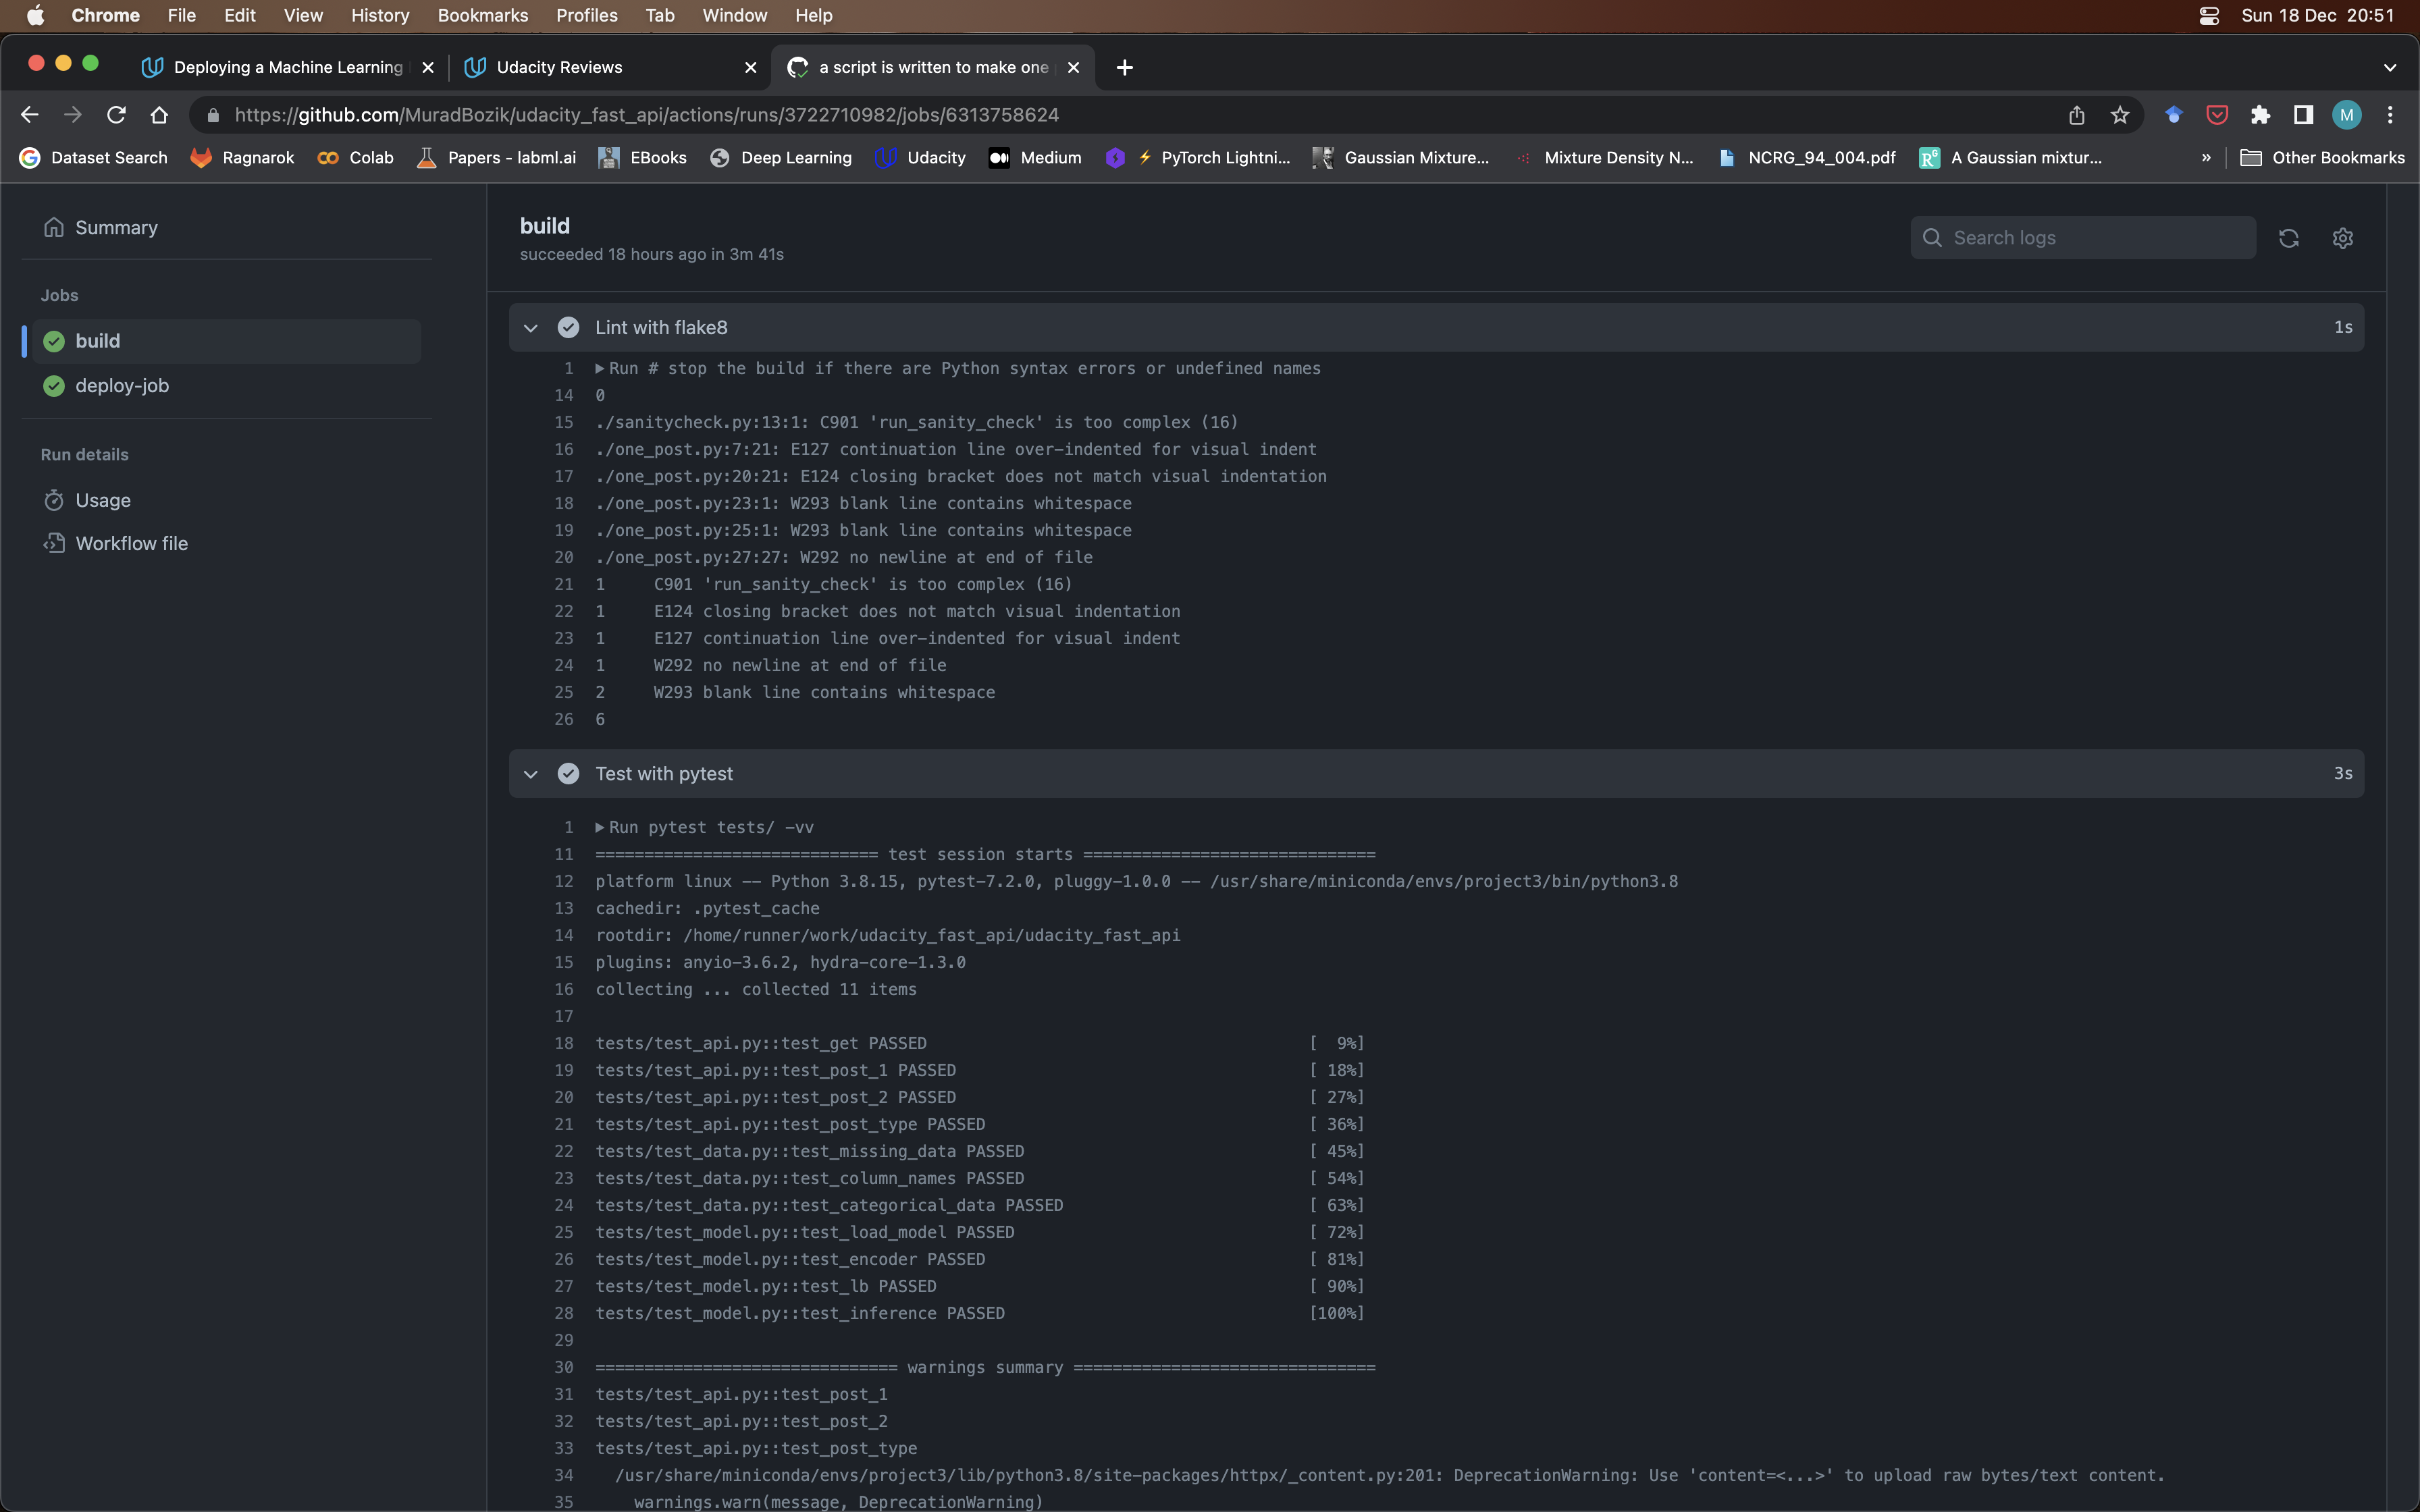 Chrome File Edit View History Bookmarks Profiles Tab Window Help Sun 18 Dec 20:51
Deploying a Machine Learning Udacity Reviews a script is written to make one
https://github.com/MuradBozik/udacity_fast_api/actions/runs/3722710982/jobs/6313758624 M
Dataset Search Ragnarok Colab Papers - labml.ai EBooks Deep Learning Udacity Medium ⚡ PyTorch Lightni... Gaussian Mixture... Mixture Density N... NCRG_94_004.pdf A Gaussian mixtur... » Other Bookmarks
Summary
Jobs
build
deploy-job
Run details
Usage
Workflow file
build
succeeded 18 hours ago in 3m 41s
Search logs
Lint with flake8 1s
1 ▶Run # stop the build if there are Python syntax errors or undefined names
14 0
15 ./sanitycheck.py:13:1: C901 'run_sanity_check' is too complex (16)
16 ./one_post.py:7:21: E127 continuation line over-indented for visual indent
17 ./one_post.py:20:21: E124 closing bracket does not match visual indentation
18 ./one_post.py:23:1: W293 blank line contains whitespace
19 ./one_post.py:25:1: W293 blank line contains whitespace
20 ./one_post.py:27:27: W292 no newline at end of file
21 1     C901 'run_sanity_check' is too complex (16)
22 1     E124 closing bracket does not match visual indentation
23 1     E127 continuation line over-indented for visual indent
24 1     W292 no newline at end of file
25 2     W293 blank line contains whitespace
26 6
Test with pytest 3s
1 ▶Run pytest tests/ -vv
11 ============================= test session starts ==============================
12 platform linux -- Python 3.8.15, pytest-7.2.0, pluggy-1.0.0 -- /usr/share/miniconda/envs/project3/bin/python3.8
13 cachedir: .pytest_cache
14 rootdir: /home/runner/work/udacity_fast_api/udacity_fast_api
15 plugins: anyio-3.6.2, hydra-core-1.3.0
16 collecting ... collected 11 items
17
18 tests/test_api.py::test_get PASSED [  9%]
19 tests/test_api.py::test_post_1 PASSED [ 18%]
20 tests/test_api.py::test_post_2 PASSED [ 27%]
21 tests/test_api.py::test_post_type PASSED [ 36%]
22 tests/test_data.py::test_missing_data PASSED [ 45%]
23 tests/test_data.py::test_column_names PASSED [ 54%]
24 tests/test_data.py::test_categorical_data PASSED [ 63%]
25 tests/test_model.py::test_load_model PASSED [ 72%]
26 tests/test_model.py::test_encoder PASSED [ 81%]
27 tests/test_model.py::test_lb PASSED [ 90%]
28 tests/test_model.py::test_inference PASSED [100%]
29
30 =============================== warnings summary ===============================
31 tests/test_api.py::test_post_1
32 tests/test_api.py::test_post_2
33 tests/test_api.py::test_post_type
34   /usr/share/miniconda/envs/project3/lib/python3.8/site-packages/httpx/_content.py:201: DeprecationWarning: Use 'content=<...>' to upload raw bytes/text content.
35     warnings.warn(message, DeprecationWarning)